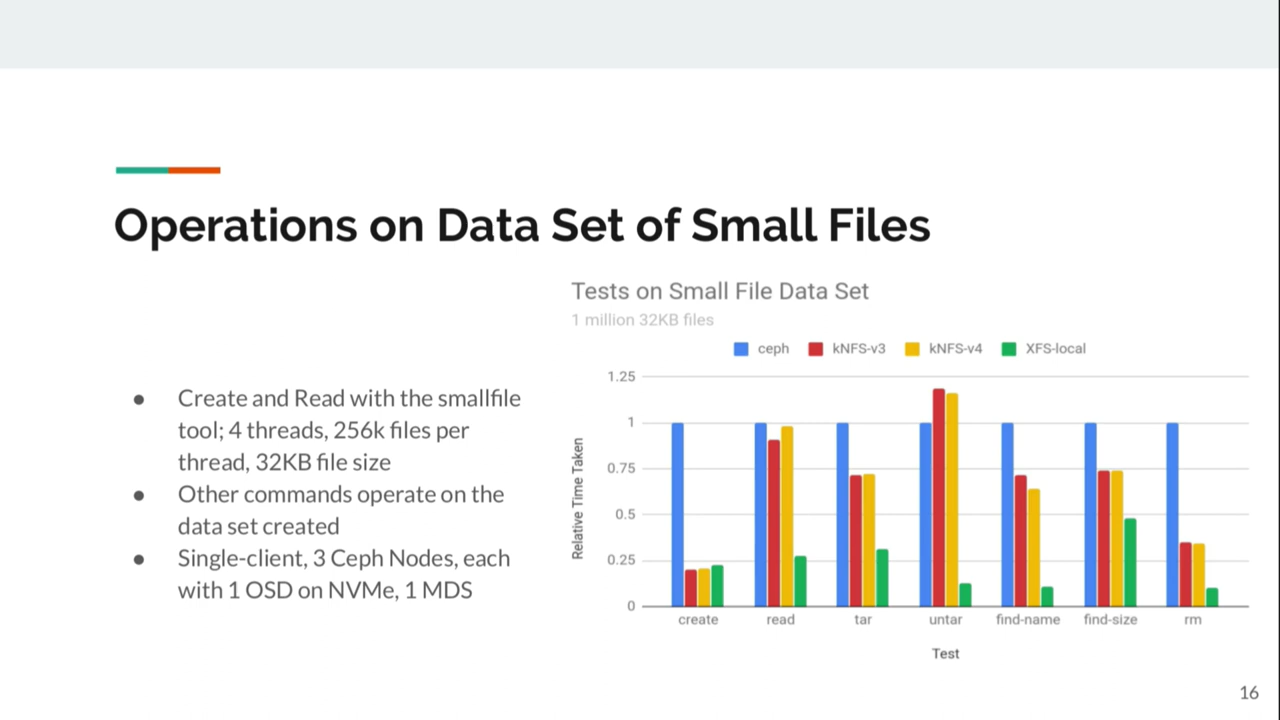 Operations on Data Set of Small Files
● Create and Read with the smallfile
tool; 4 threads, 256k files per
thread, 32KB file size
● Other commands operate on the
data set created
● Single-client, 3 Ceph Nodes, each
with 1 OSD on NVMe, 1 MDS
Tests on Small File Data Set
1 million 32KB files
ceph kNFS-v3 kNFS-v4 XFS-local
Relative Time Taken
1.25
1
0.75
0.5
0.25
0
create read tar untar find-name find-size rm
Test
16